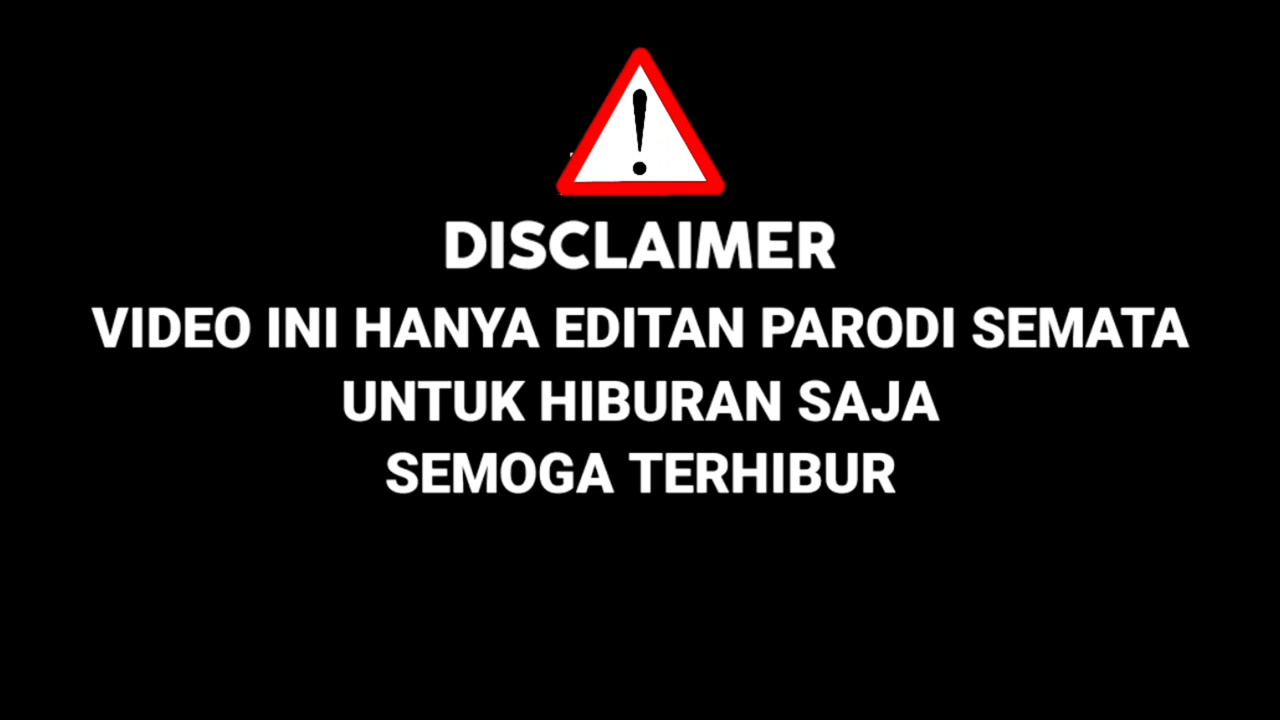 DISCLAIMER
VIDEO INI HANYA EDITAN PARODI SEMATA
UNTUK HIBURAN SAJA
SEMOGA TERHIBUR